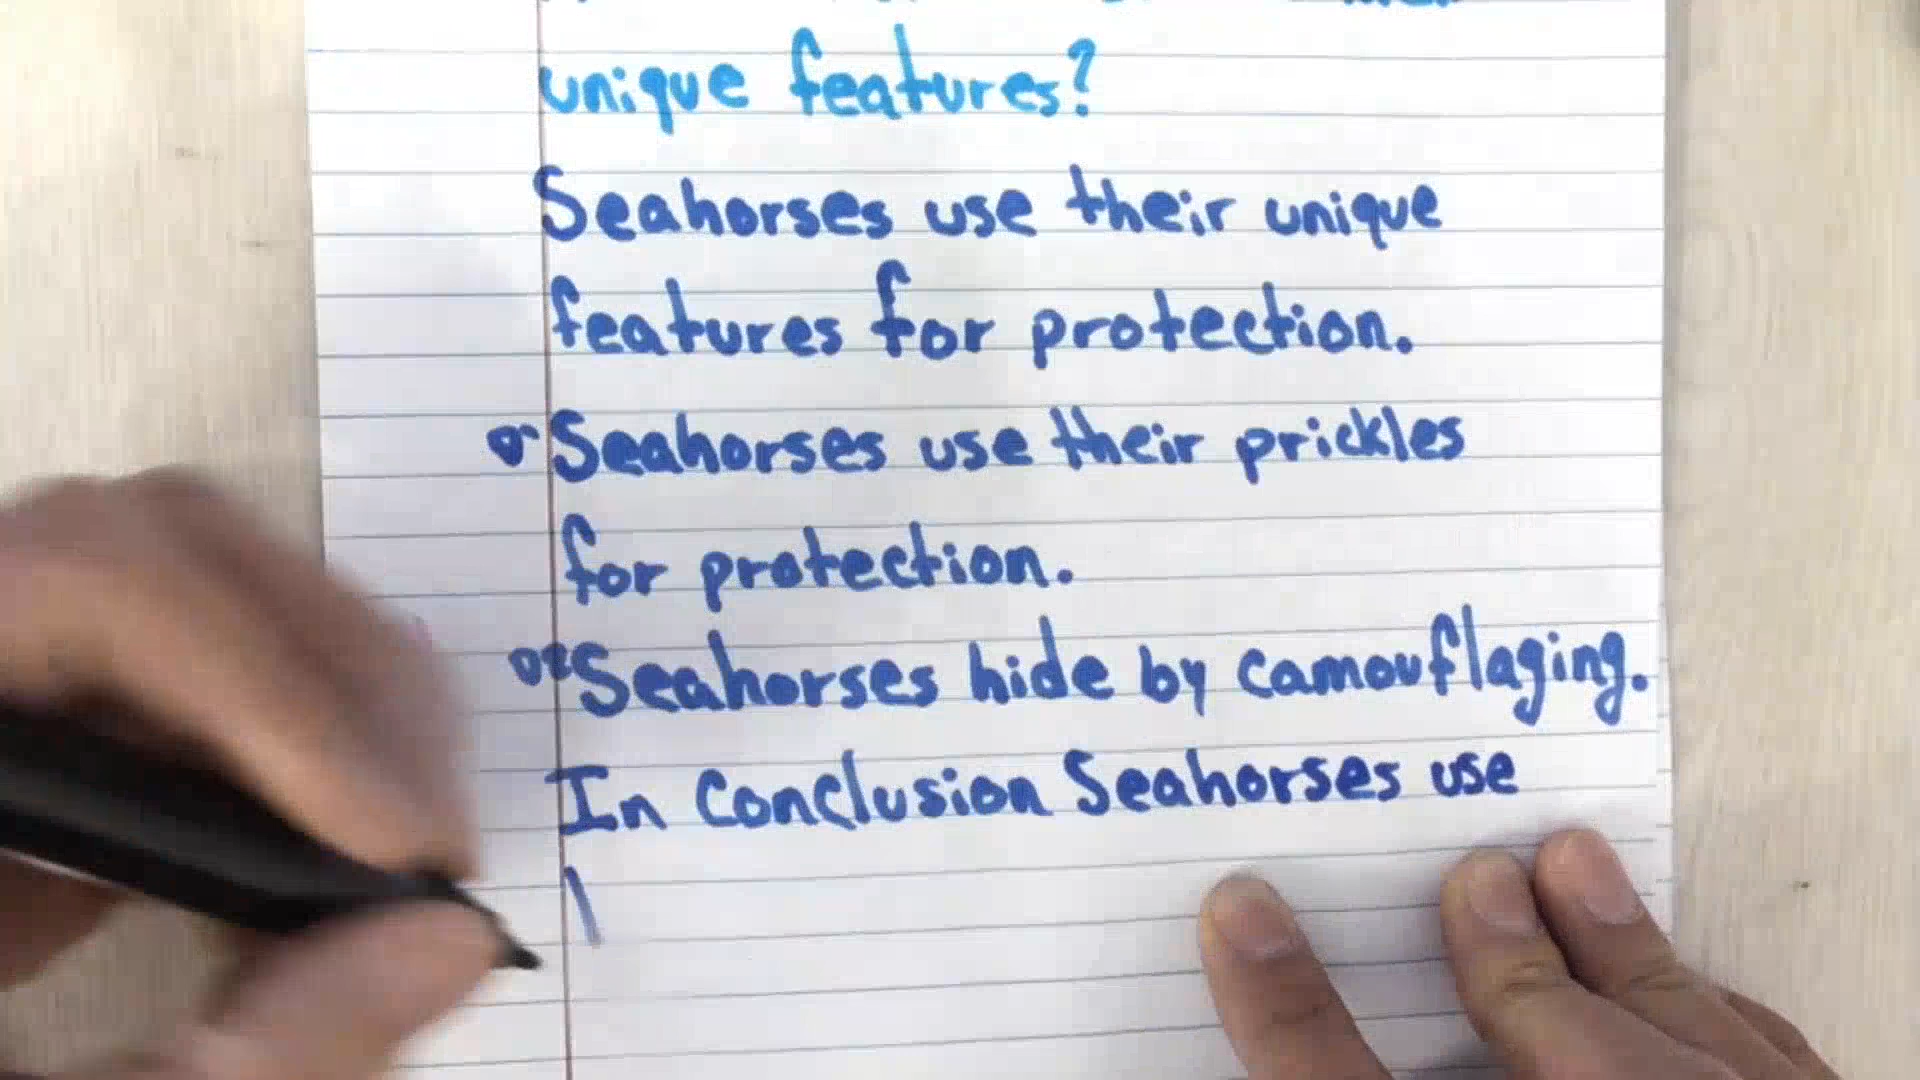 unique features?
Seahorses use their unique
features for protection.
Seahorses use their prickles
for protection.
Seahorses hide by camouflaging.
In Conclusion Seahorses use